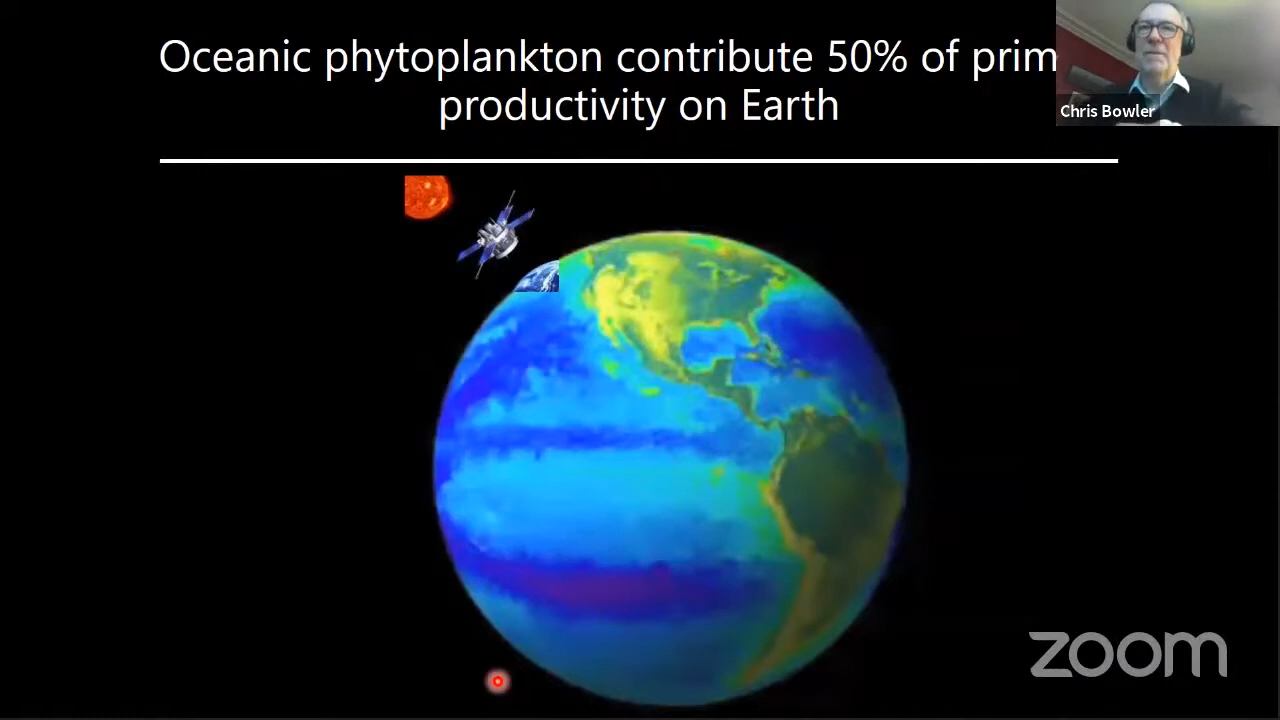 Oceanic phytoplankton contribute 50% of prim
productivity on Earth
Chris Bowler
zoom